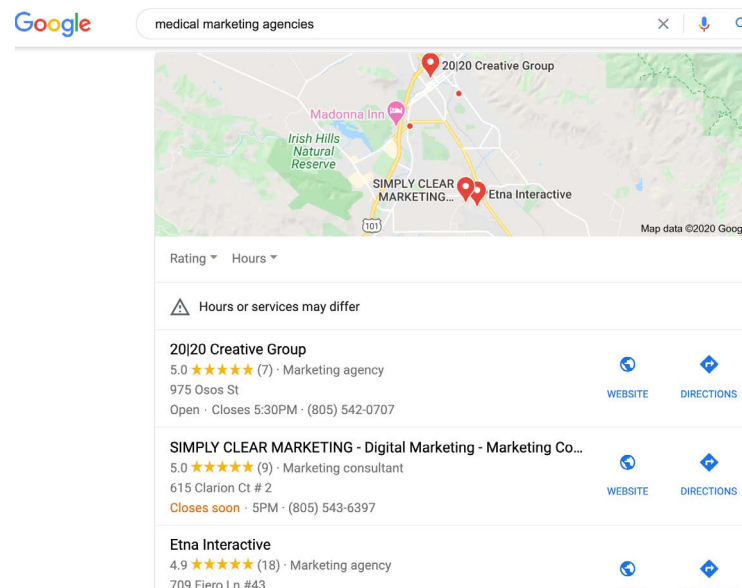 Google
medical marketing agencies
20|20 Creative Group
Madonna Inn
Irish Hills
Natural
Reserve
SIMPLY CLEAR
MARKETING...
Etna Interactive
101
Map data ©2020 Goog
Rating
Hours
Hours or services may differ
20|20 Creative Group
5.0 ★★★★★ (7) · Marketing agency
975 Osos St
Open · Closes 5:30PM · (805) 542-0707
WEBSITE
DIRECTIONS
SIMPLY CLEAR MARKETING - Digital Marketing - Marketing Co...
5.0 ★★★★★ (9) · Marketing consultant
615 Clarion Ct # 2
Closes soon · 5PM · (805) 543-6397
WEBSITE
DIRECTIONS
Etna Interactive
4.9 ★★★★★ (18) · Marketing agency
709 Fiero Ln #43